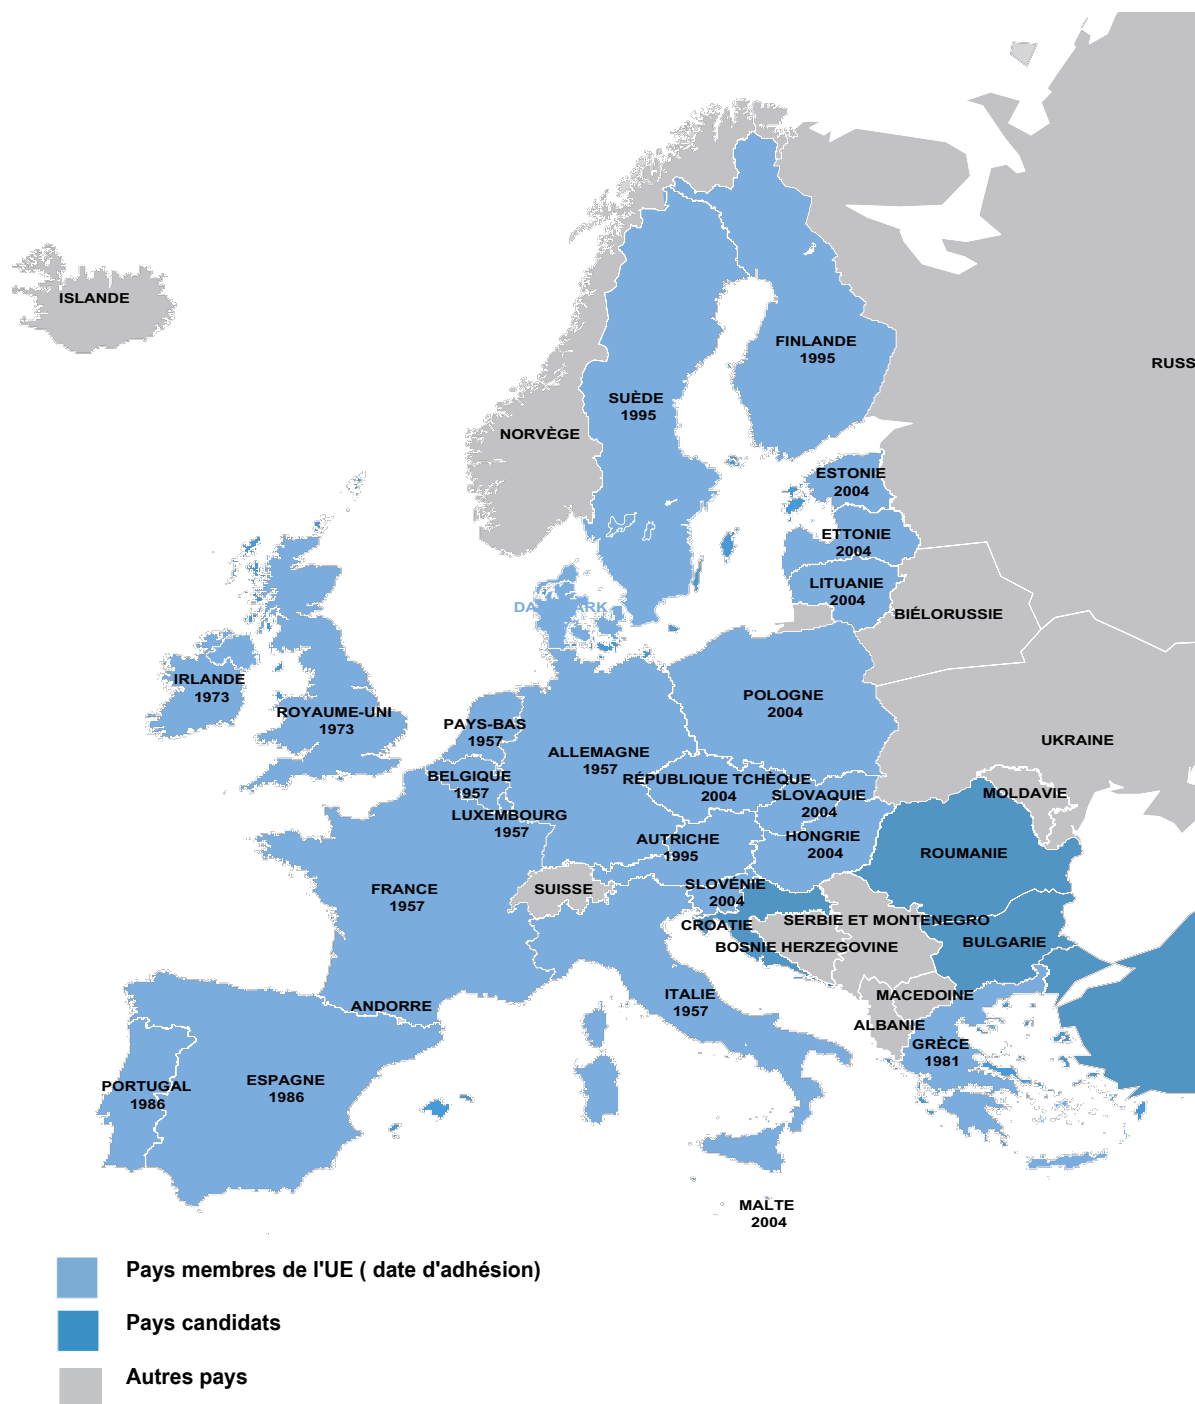 ISLANDE
FINLANDE
1995
RUSS
SUÈDE
1995
NORVÈGE
ESTONIE
2004
ETTONIE
2004
LITUANIE
2004
DANEMARK
BIÉLORUSSIE
IRLANDE
1973
ROYAUME-UNI
1973
PAYS-BAS
1957
POLOGNE
2004
ALLEMAGNE
1957
UKRAINE
BELGIQUE
1957
RÉPUBLIQUE TCHÈQUE
2004
SLOVAQUIE
2004
MOLDAVIE
LUXEMBOURG
1957
AUTRICHE
1995
HONGRIE
2004
ROUMANIE
FRANCE
1957
SUISSE
SLOVÉNIE
2004
CROATIE
SERBIE ET MONTENEGRO
BOSNIE HERZEGOVINE
BULGARIE
ANDORRE
ITALIE
1957
MACEDOINE
ALBANIE
GRÈCE
1981
PORTUGAL
1986
ESPAGNE
1986
MALTE
2004
Pays membres de l'UE ( date d'adhésion)
Pays candidats
Autres pays